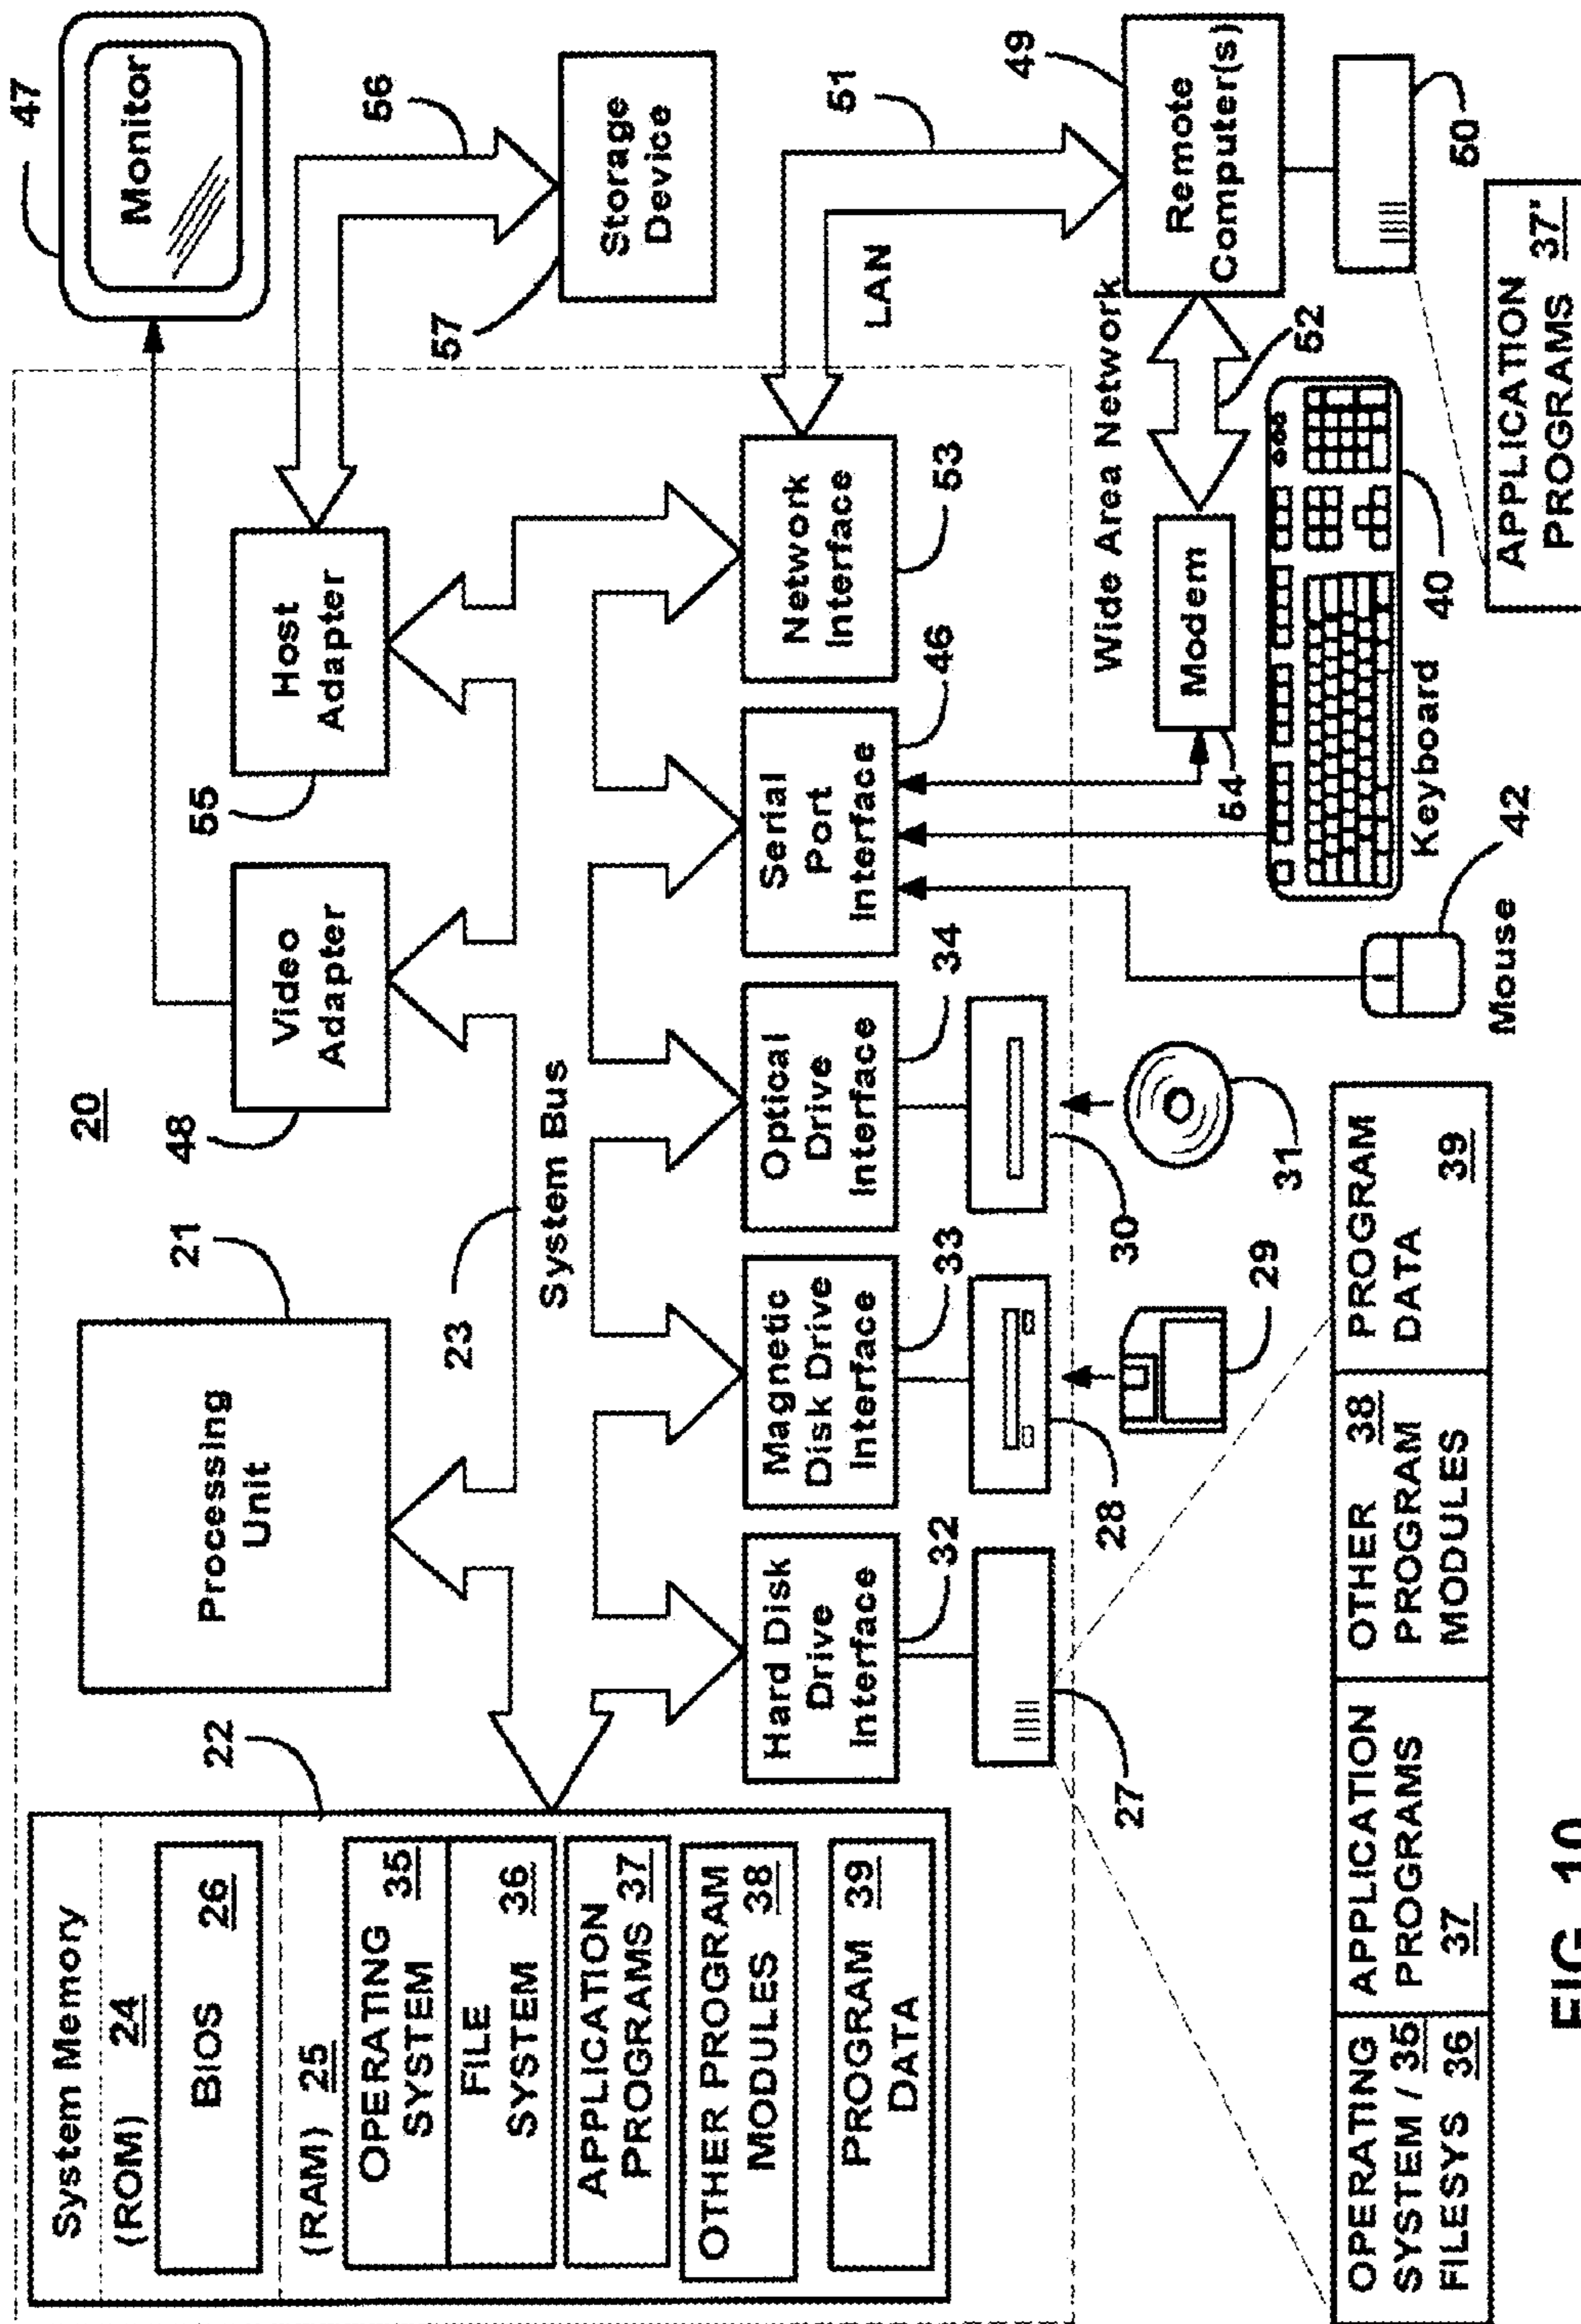 System Memory
(ROM) 24
BIOS 26
(RAM) 25
OPERATING
SYSTEM 35
FILE
SYSTEM 36
APPLICATION
PROGRAMS 37
OTHER PROGRAM
MODULES 38
PROGRAM 39
DATA
22
Processing
Unit
21
20
48
Video
Adapter
55
Host
Adapter
47
Monitor
56
57
Storage
Device
23
System Bus
Hard Disk
Drive
Interface
32
Magnetic
Disk Drive
Interface
33
Optical
Drive
Interface
34
Serial
Port
Interface
46
Network
Interface
53
LAN
51
27
28
29
30
31
Wide Area Network
Modem
54
52
49
Remote
Computer(s)
50
Mouse
42
Keyboard
40
APPLICATION
PROGRAMS 37'
OPERATING
SYSTEM / 35
FILESYS 36
APPLICATION
PROGRAMS
37
OTHER 38
PROGRAM
MODULES
PROGRAM
DATA 39
FIG. 10